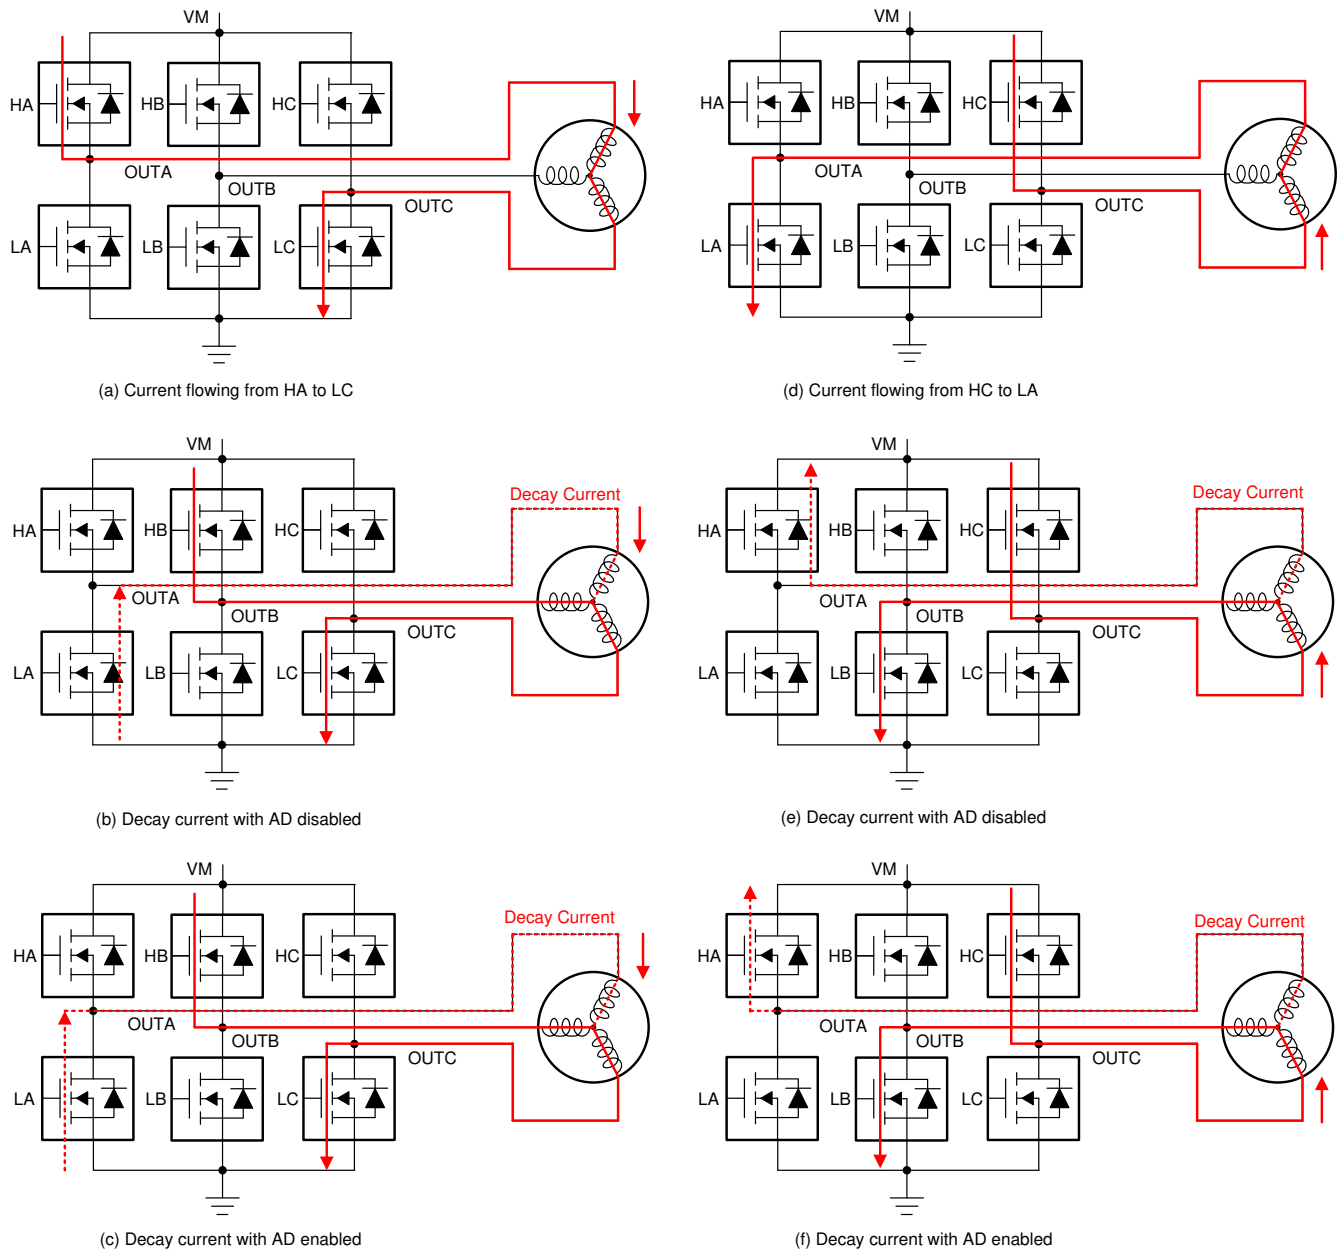 VM
HA
HB
HC
OUTA
OUTB
OUTC
LA
LB
LC
(a) Current flowing from HA to LC
VM
HA
HB
HC
OUTA
OUTB
OUTC
LA
LB
LC
(d) Current flowing from HC to LA
VM
Decay Current
HA
HB
HC
OUTA
OUTB
OUTC
LA
LB
LC
(b) Decay current with AD disabled
VM
Decay Current
HA
HB
HC
OUTA
OUTB
OUTC
LA
LB
LC
(e) Decay current with AD disabled
VM
Decay Current
HA
HB
HC
OUTA
OUTB
OUTC
LA
LB
LC
(c) Decay current with AD enabled
VM
Decay Current
HA
HB
HC
OUTA
OUTB
OUTC
LA
LB
LC
(f) Decay current with AD enabled